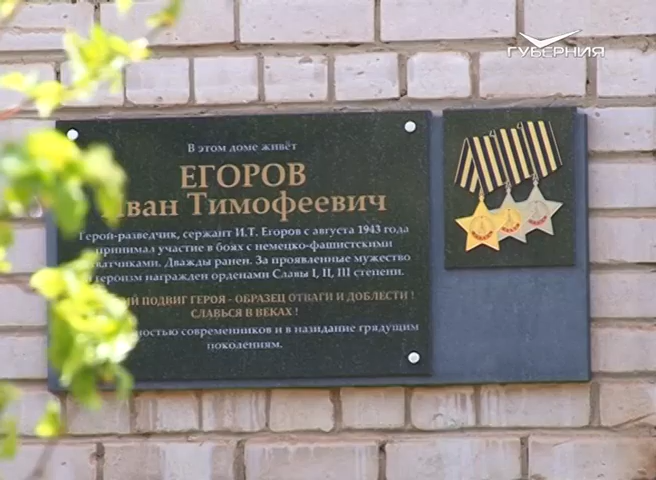 ГУБЕРНИЯ
В этом доме живёт
ЕГОРОВ
Иван Тимофеевич
Герой-разведчик, сержант И.Т. Егоров с августа 1943 года
принимал участие в боях с немецко-фашистскими
захватчиками. Дважды ранен. За проявленные мужество
и героизм награжден орденами Славы I, II, III степени.
ПОДВИГ ГЕРОЯ - ОБРАЗЕЦ ОТВАГИ И ДОБЛЕСТИ !
СЛАВЬСЯ В ВЕКАХ !
современников и в назидание грядущим
поколениям.